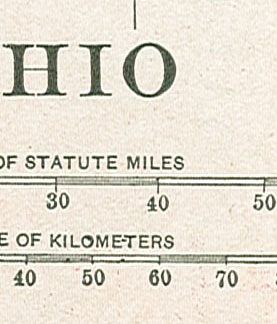 HIO
OF STATUTE MILES
30 40 50
E OF KILOMETERS
40 50 60 70